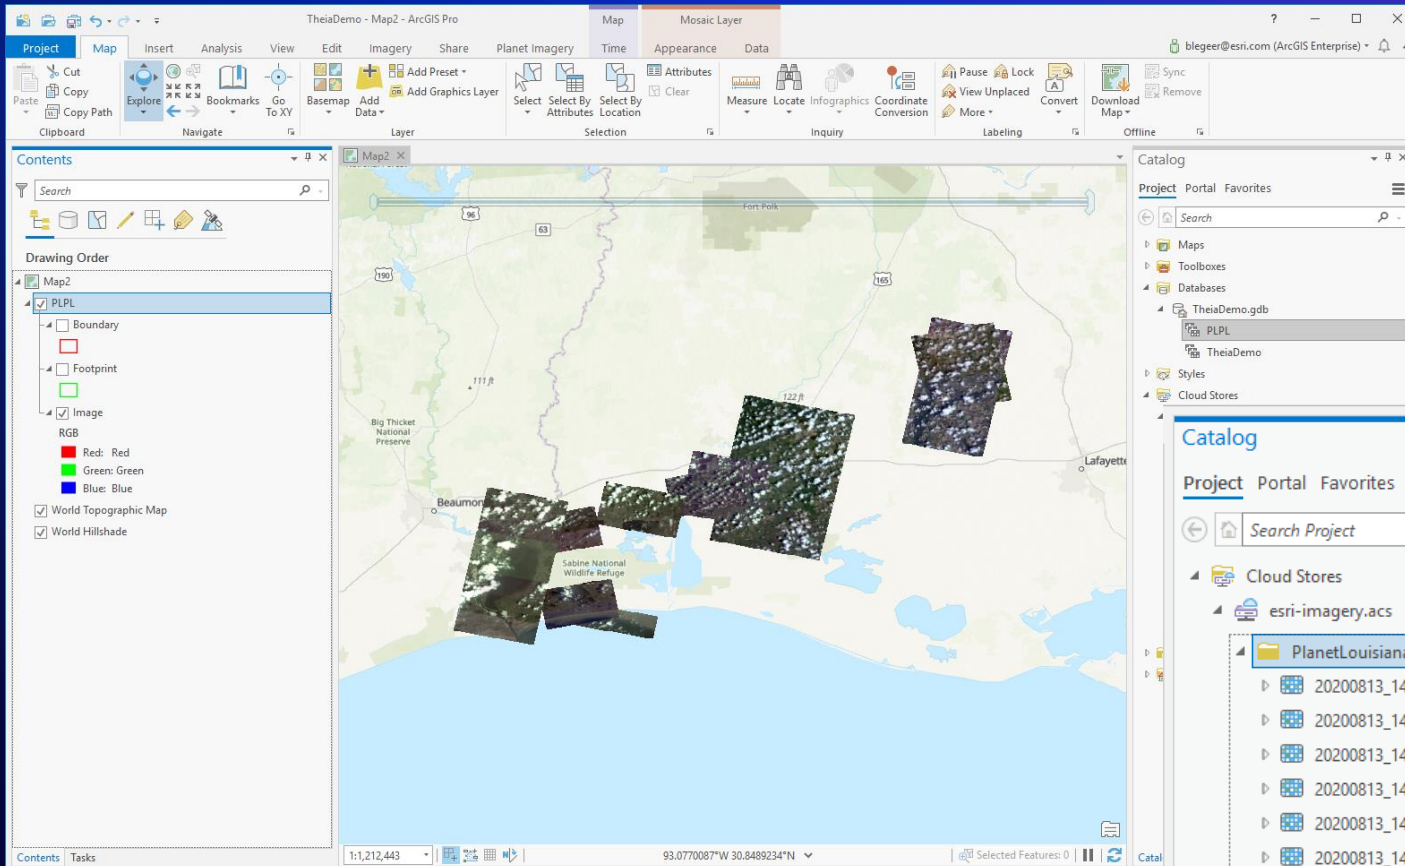 TheiaDemo - Map2 - ArcGIS Pro
Map
Mosaic Layer
?
blegeer@esri.com (ArcGIS Enterprise)
Project Map Insert Analysis View Edit Imagery Share Planet Imagery Time Appearance Data
Paste
Cut
Copy
Copy Path
Clipboard
Explore
Bookmarks
Go To XY
Navigate
Basemap
Add Data
Add Preset
Add Graphics Layer
Layer
Select
Select By Attributes
Select By Location
Attributes
Clear
Selection
Measure
Locate
Infographics
Coordinate Conversion
Inquiry
Pause
Lock
View Unplaced
More
Convert
Labeling
Download Map
Sync
Remove
Offline
Contents
Search
Drawing Order
Map2
PLPL
Boundary
Footprint
Image
RGB
Red: Red
Green: Green
Blue: Blue
World Topographic Map
World Hillshade
Contents Tasks
Map2
Fort Polk
96
63
190
165
111 ft
122 ft
Big Thicket
National
Preserve
Lafayette
Beaumon
Sabine National
Wildlife Refuge
1:1,212,443
93.0770087°W 30.8489234°N
Selected Features: 0
Catalog
Project Portal Favorites
Search
Maps
Toolboxes
Databases
TheiaDemo.gdb
PLPL
TheiaDemo
Styles
Cloud Stores
Catal
Catalog
Project Portal Favorites
Search Project
Cloud Stores
esri-imagery.acs
PlanetLouisiana
20200813_14
20200813_14
20200813_14
20200813_14
20200813_14
20200813_14